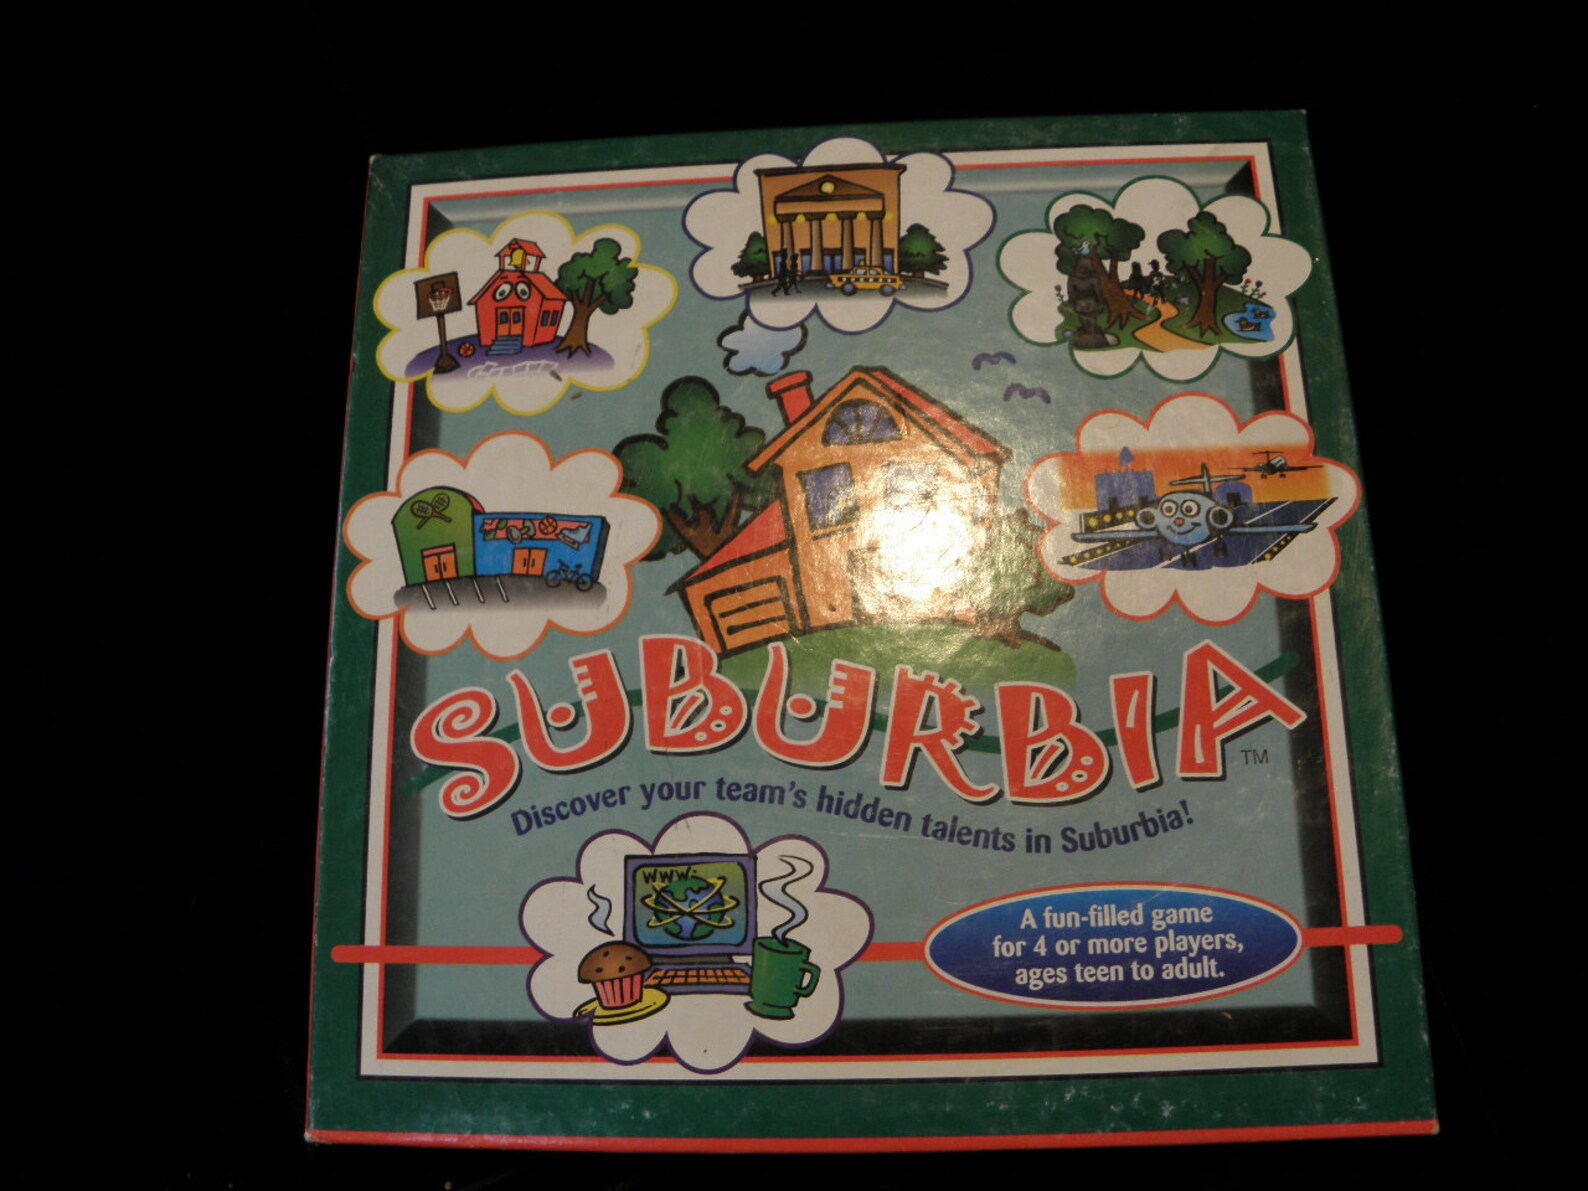 SUBURBIA
TM
Discover your team's hidden talents in Suburbia!
www.
A fun-filled game
for 4 or more players,
ages teen to adult.